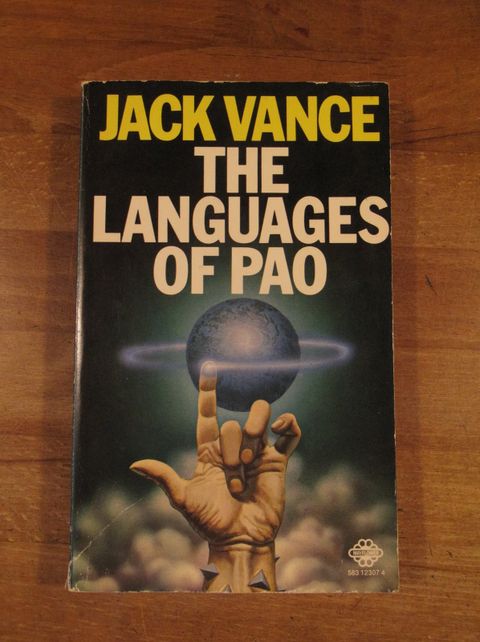 JACK VANCE
THE
LANGUAGES
OF PAO
583 12307 4